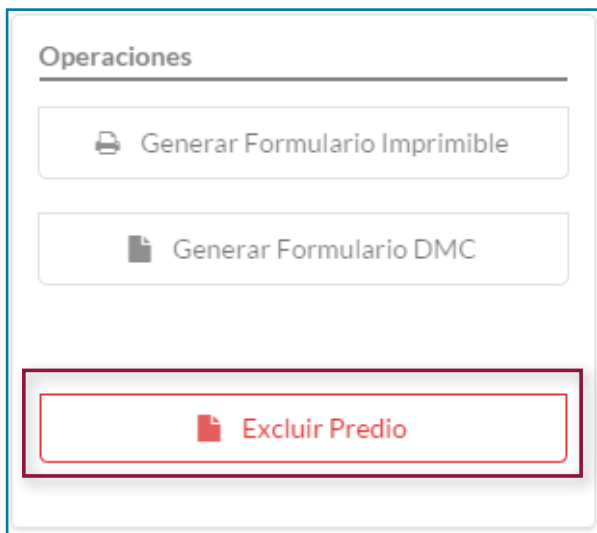 Operaciones
Generar Formulario Imprimible
Generar Formulario DMC
Excluir Predio